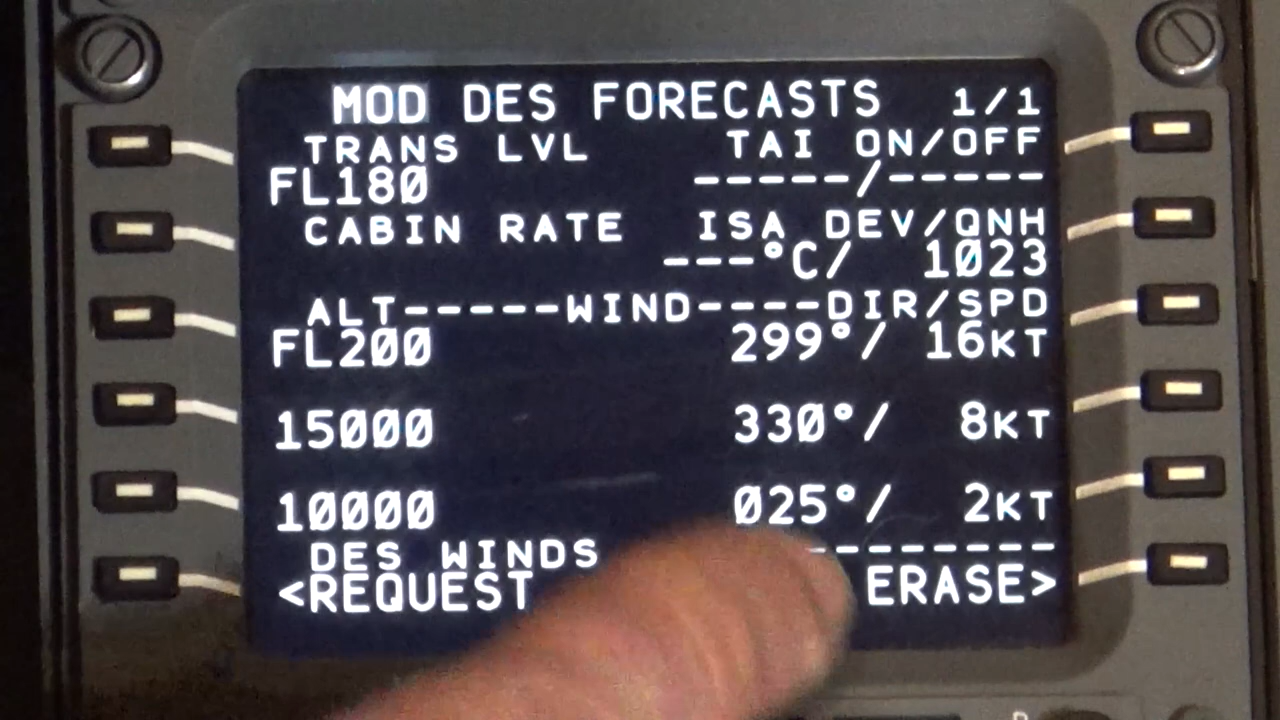 MOD DES FORECASTS 1/1
TRANS LVL TAI ON/OFF
FL180 -----/-----
CABIN RATE ISA DEV/QNH
---°C/ 1023
ALT-----WIND----DIR/SPD
FL200 299°/ 16KT
15000 330°/ 8KT
10000 025°/ 2KT
DES WINDS --------
<REQUEST ERASE>